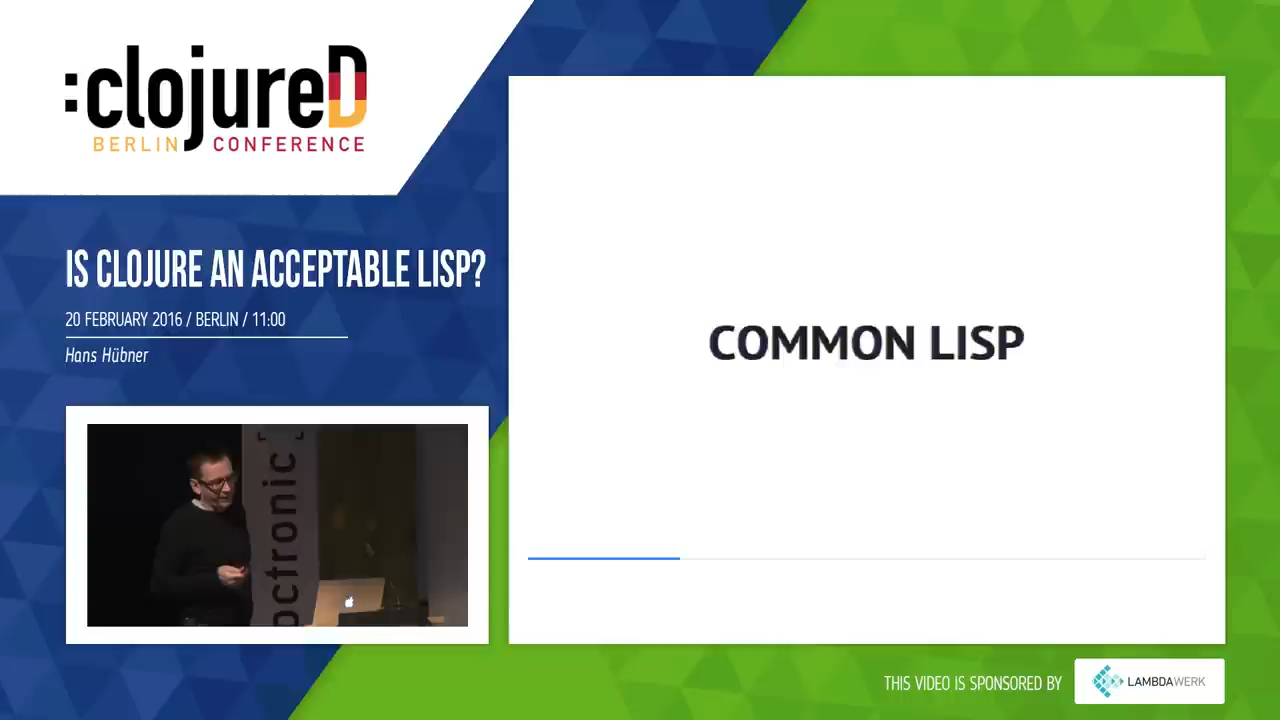 :clojureD
BERLIN CONFERENCE
IS CLOJURE AN ACCEPTABLE LISP?
20 FEBRUARY 2016 / BERLIN / 11:00
Hans Hübner
COMMON LISP
octronic
THIS VIDEO IS SPONSORED BY
LAMBDAWERK